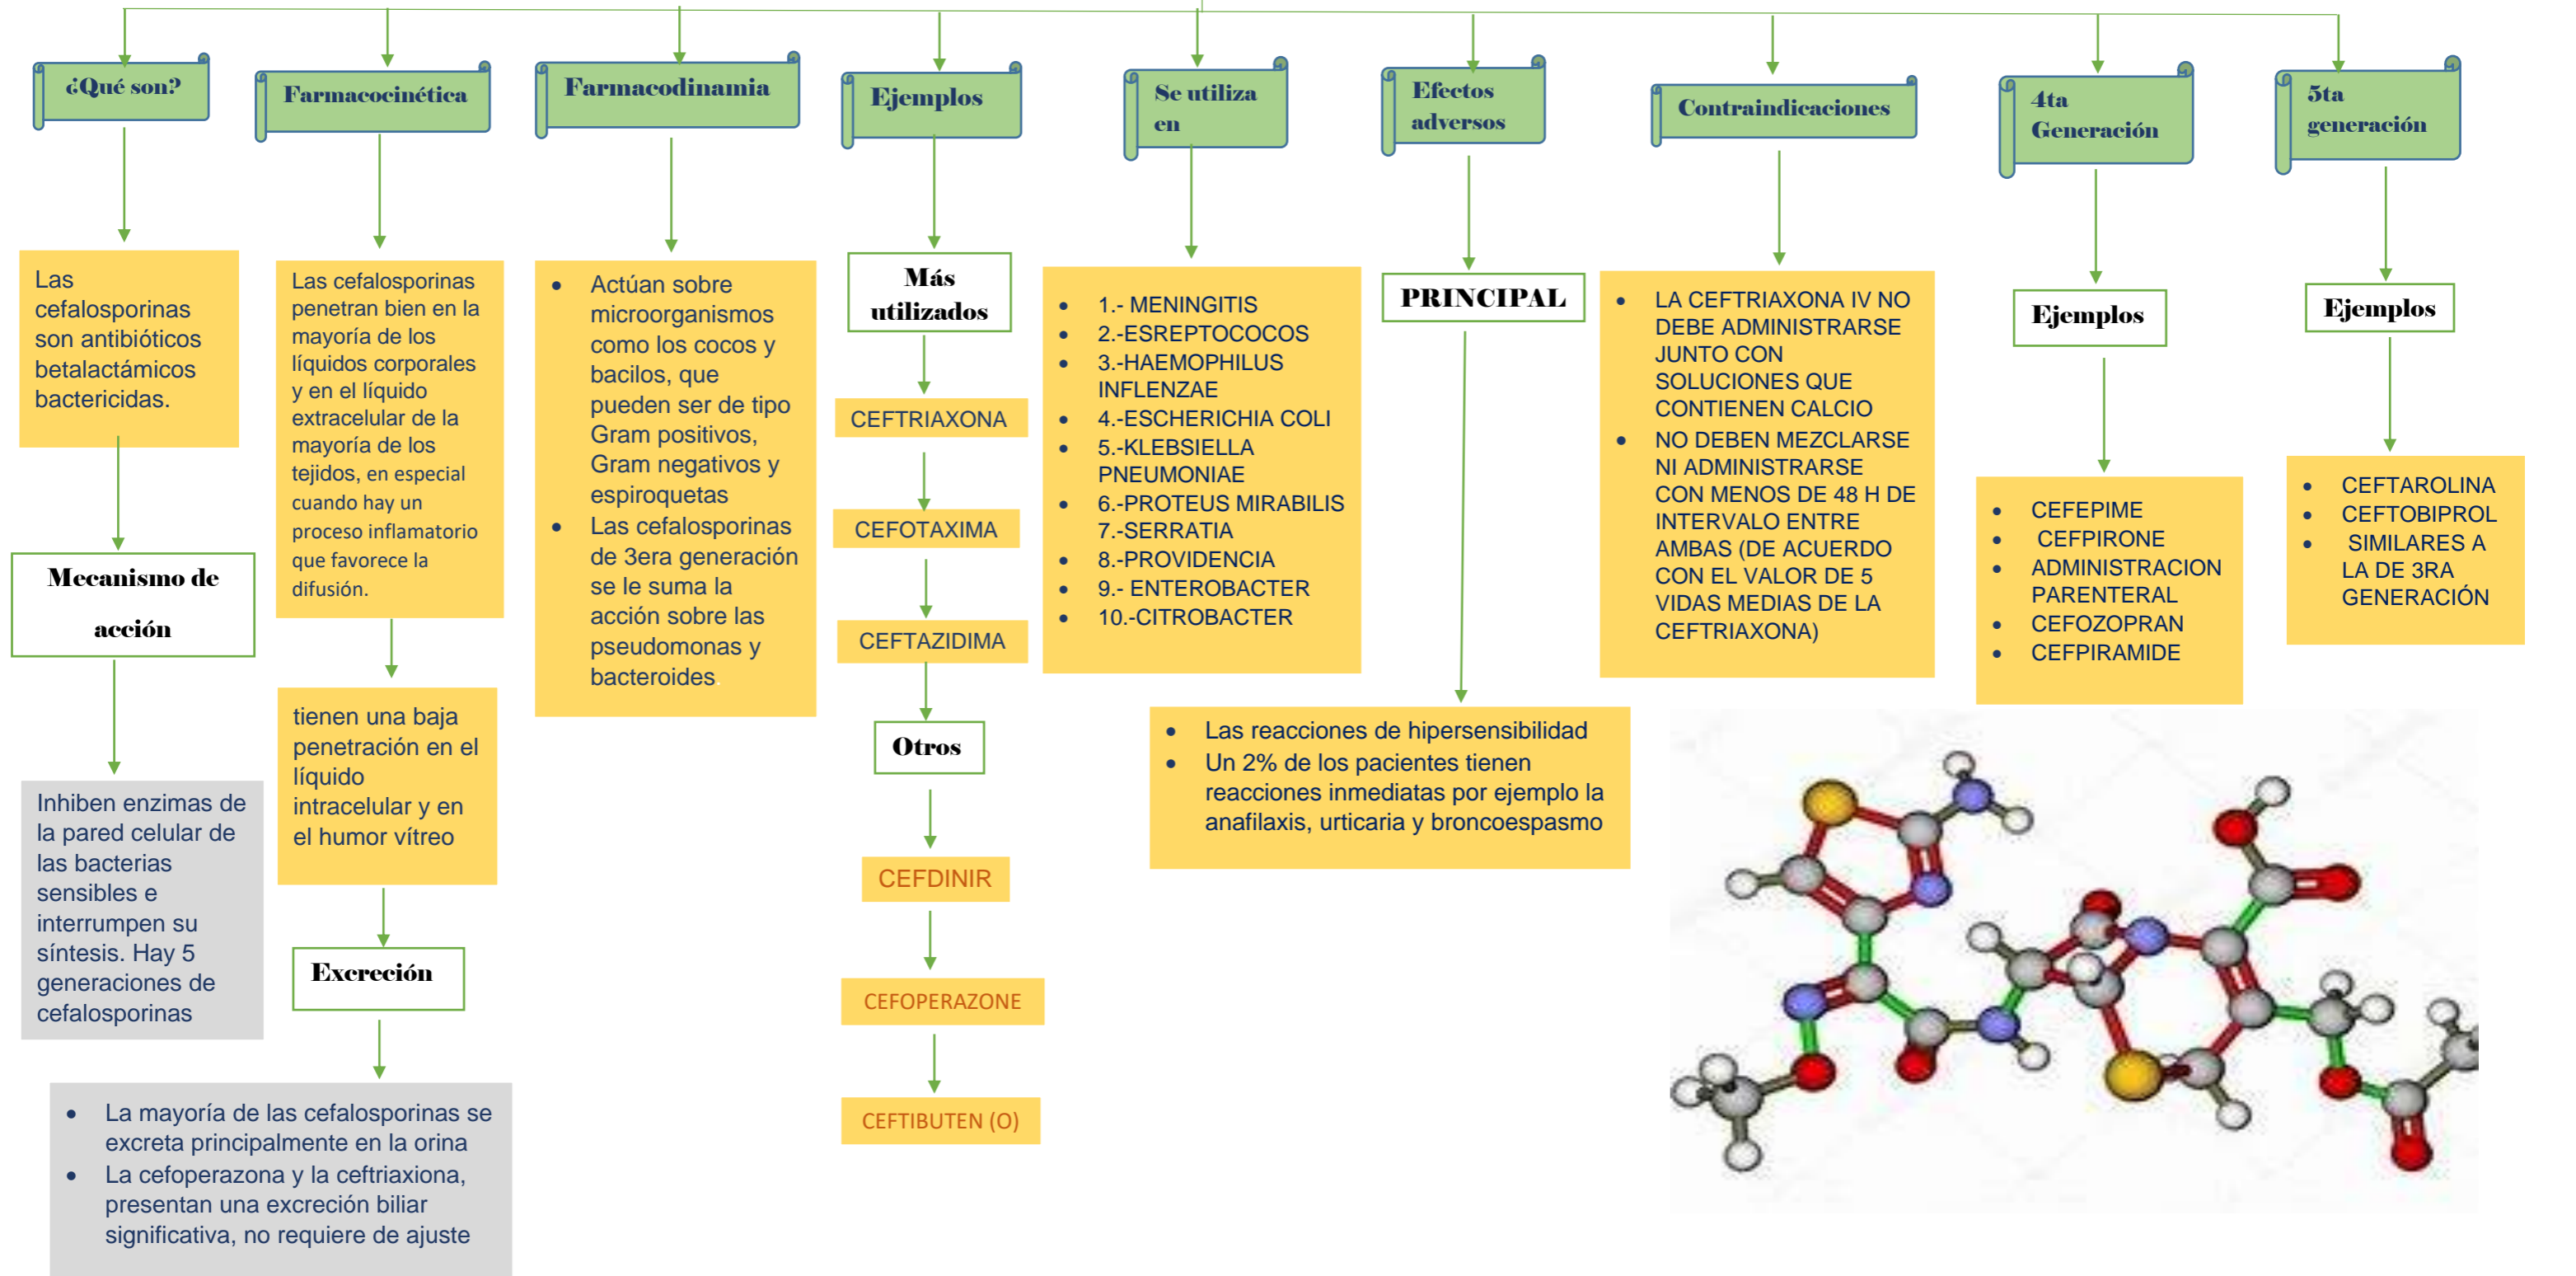 ¿Qué son?
Las
cefalosporinas
son antibióticos
betalactámicos
bactericidas.
Mecanismo de
acción
Inhiben enzimas de
la pared celular de
las bacterias
sensibles e
interrumpen su
síntesis. Hay 5
generaciones de
cefalosporinas
Farmacocinética
Las cefalosporinas
penetran bien en la
mayoría de los
líquidos corporales
y en el líquido
extracelular de la
mayoría de los
tejidos, en especial
cuando hay un
proceso inflamatorio
que favorece la
difusión.
tienen una baja
penetración en el
líquido
intracelular y en
el humor vítreo
Excreción
• La mayoría de las cefalosporinas se
excreta principalmente en la orina
• La cefoperazona y la ceftriaxiona,
presentan una excreción biliar
significativa, no requiere de ajuste
Farmacodinamia
• Actúan sobre
microorganismos
como los cocos y
bacilos, que
pueden ser de tipo
Gram positivos,
Gram negativos y
espiroquetas
• Las cefalosporinas
de 3era generación
se le suma la
acción sobre las
pseudomonas y
bacteroides.
Ejemplos
Más
utilizados
CEFTRIAXONA
CEFOTAXIMA
CEFTAZIDIMA
Otros
CEFDINIR
CEFOPERAZONE
CEFTIBUTEN (O)
Se utiliza
en
• 1.- MENINGITIS
• 2.-ESREPTOCOCOS
• 3.-HAEMOPHILUS
INFLENZAE
• 4.-ESCHERICHIA COLI
• 5.-KLEBSIELLA
PNEUMONIAE
• 6.-PROTEUS MIRABILIS
7.-SERRATIA
• 8.-PROVIDENCIA
• 9.- ENTEROBACTER
• 10.-CITROBACTER
Efectos
adversos
PRINCIPAL
• Las reacciones de hipersensibilidad
• Un 2% de los pacientes tienen
reacciones inmediatas por ejemplo la
anafilaxis, urticaria y broncoespasmo
Contraindicaciones
• LA CEFTRIAXONA IV NO
DEBE ADMINISTRARSE
JUNTO CON
SOLUCIONES QUE
CONTIENEN CALCIO
• NO DEBEN MEZCLARSE
NI ADMINISTRARSE
CON MENOS DE 48 H DE
INTERVALO ENTRE
AMBAS (DE ACUERDO
CON EL VALOR DE 5
VIDAS MEDIAS DE LA
CEFTRIAXONA)
4ta
Generación
Ejemplos
• CEFEPIME
• CEFPIRONE
• ADMINISTRACION
PARENTERAL
• CEFOZOPRAN
• CEFPIRAMIDE
5ta
generación
Ejemplos
• CEFTAROLINA
• CEFTOBIPROL
• SIMILARES A
LA DE 3RA
GENERACIÓN